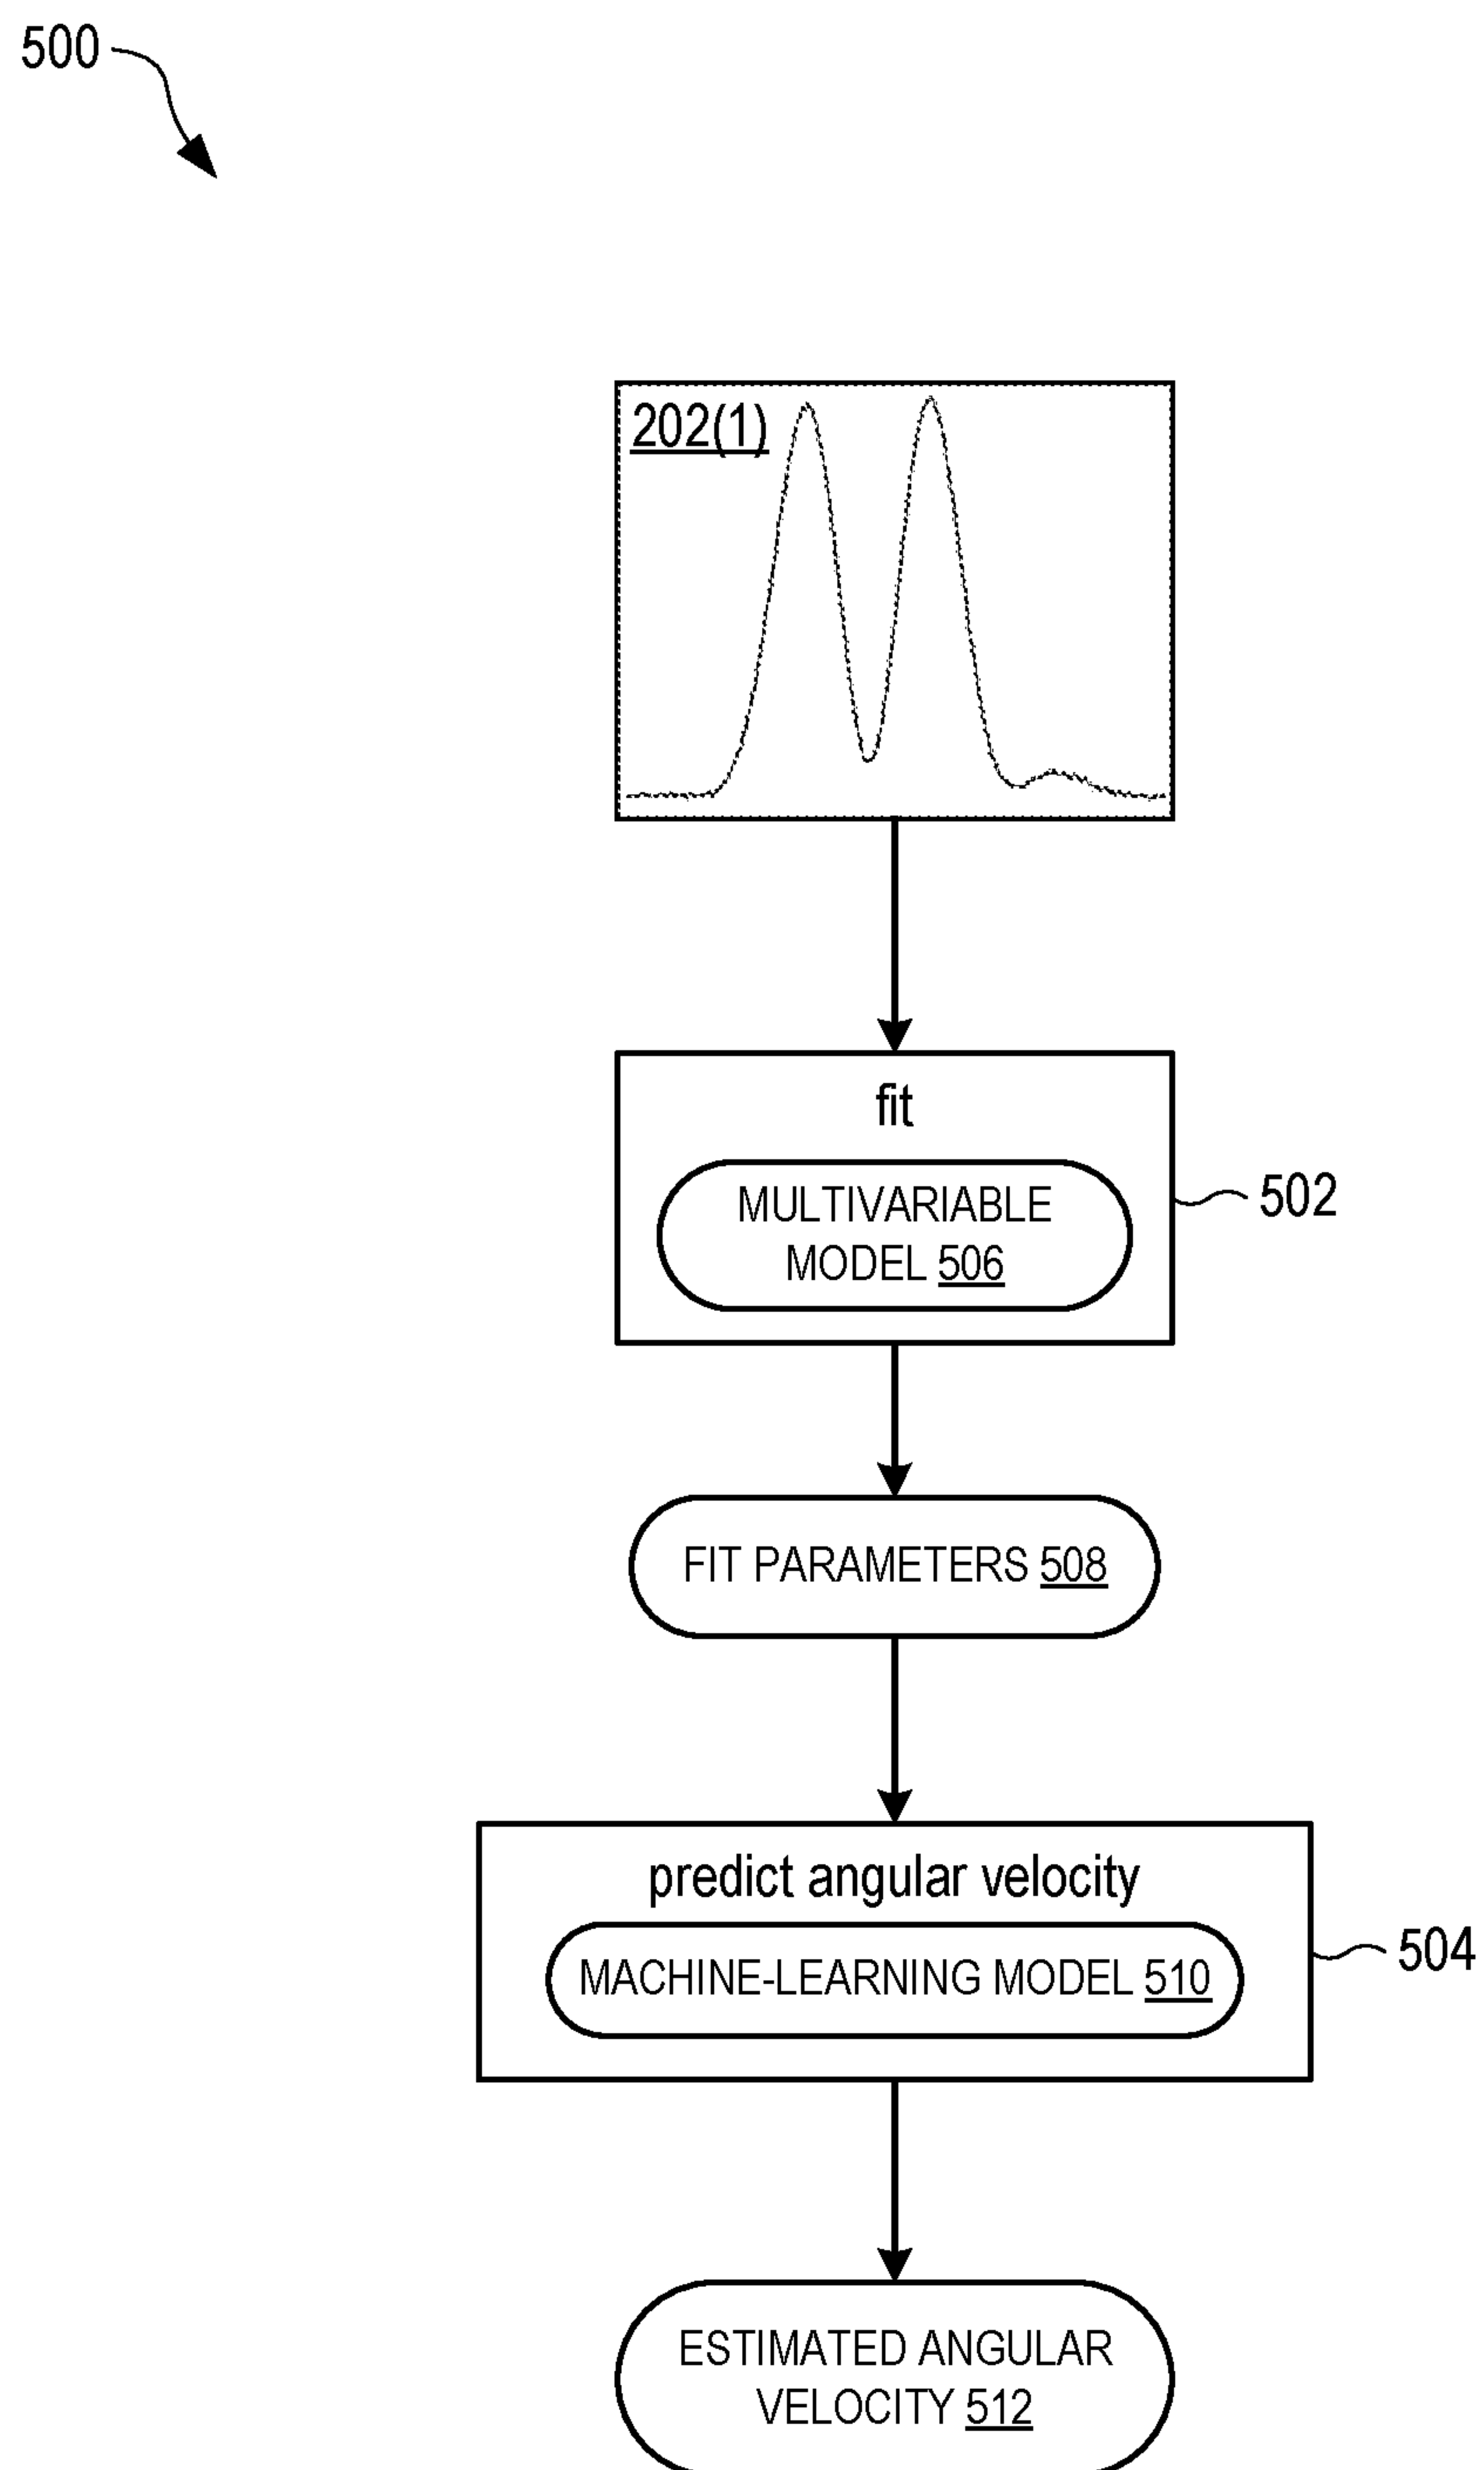 500
202(1)
fit
MULTIVARIABLE
MODEL 506
502
FIT PARAMETERS 508
predict angular velocity
MACHINE-LEARNING MODEL 510
504
ESTIMATED ANGULAR
VELOCITY 512